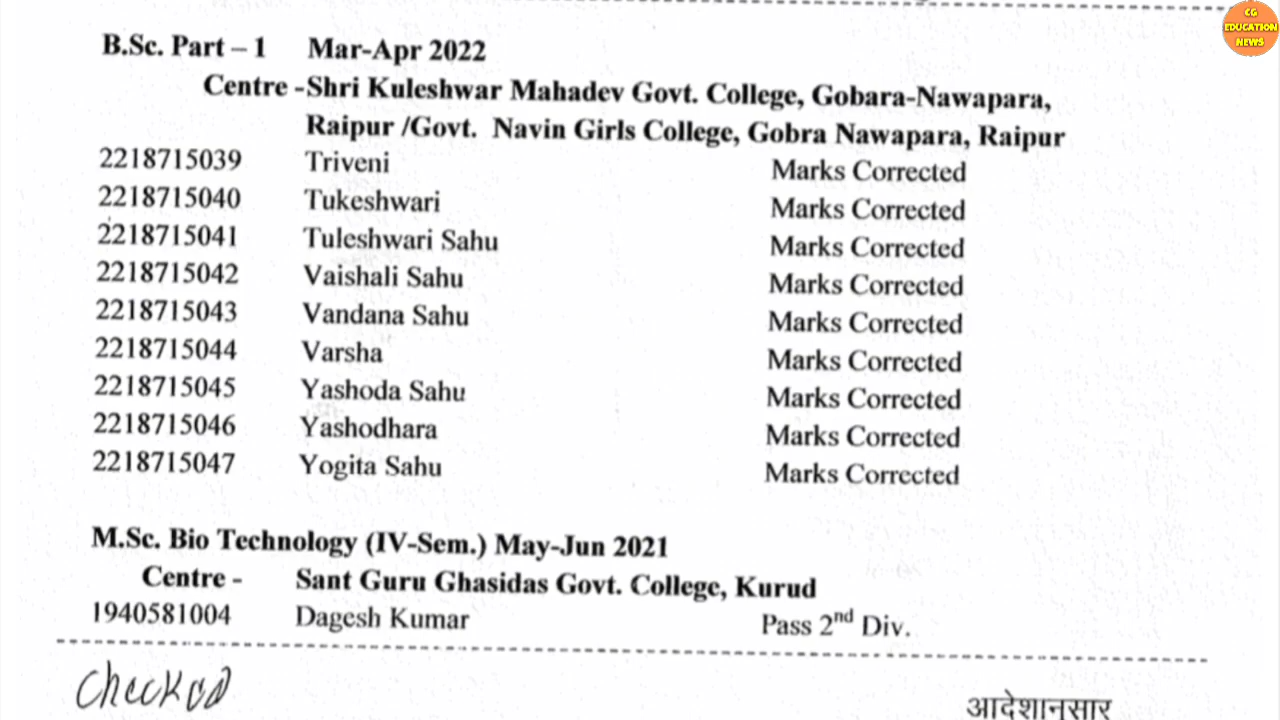 CG
EDUCATION
NEWS
B.Sc. Part – 1 Mar-Apr 2022
Centre -Shri Kuleshwar Mahadev Govt. College, Gobara-Nawapara,
Raipur /Govt. Navin Girls College, Gobra Nawapara, Raipur
2218715039 Triveni Marks Corrected
2218715040 Tukeshwari Marks Corrected
2218715041 Tuleshwari Sahu Marks Corrected
2218715042 Vaishali Sahu Marks Corrected
2218715043 Vandana Sahu Marks Corrected
2218715044 Varsha Marks Corrected
2218715045 Yashoda Sahu Marks Corrected
2218715046 Yashodhara Marks Corrected
2218715047 Yogita Sahu Marks Corrected
M.Sc. Bio Technology (IV-Sem.) May-Jun 2021
Centre - Sant Guru Ghasidas Govt. College, Kurud
1940581004 Dagesh Kumar Pass 2nd Div.
Checked
आदेशानुसार